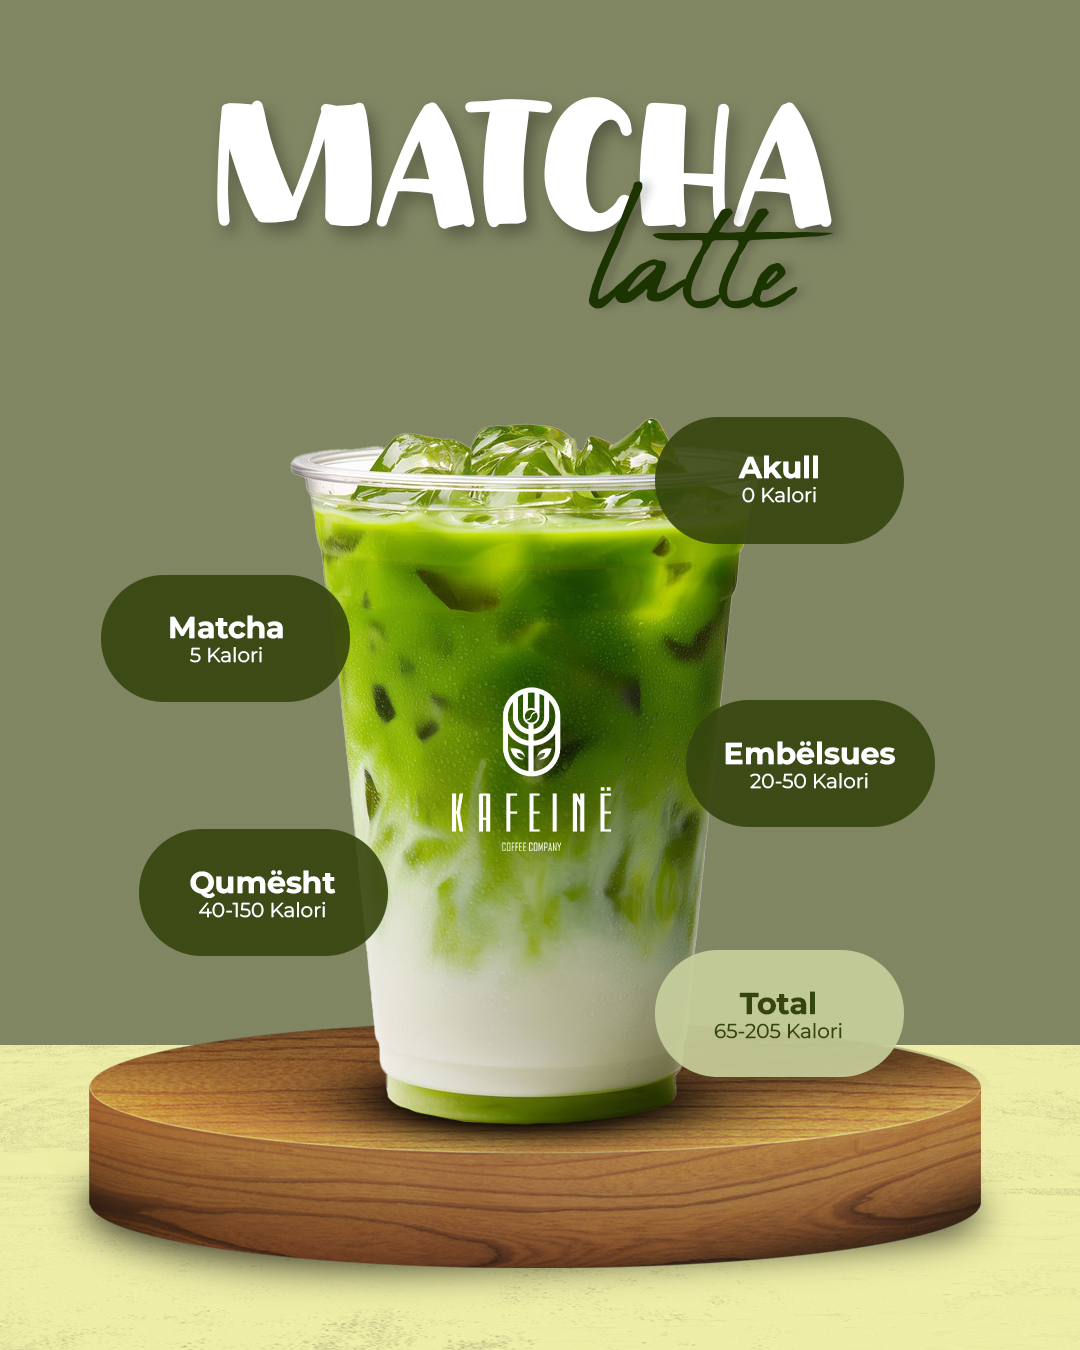 MATCHA
latte
Akull
0 Kalori
Matcha
5 Kalori
Embëlsues
20-50 Kalori
KAFEINË
COFFEE COMPANY
Qumësht
40-150 Kalori
Total
65-205 Kalori